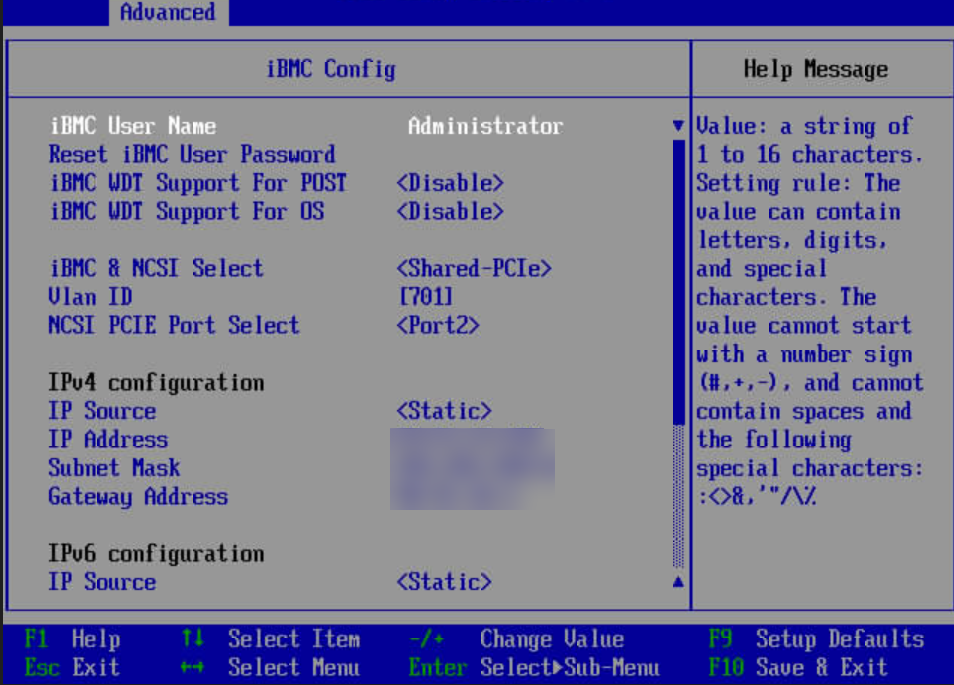 Advanced
iBMC Config
Help Message
iBMC User Name Administrator
Reset iBMC User Password
iBMC WDT Support For POST <Disable>
iBMC WDT Support For OS <Disable>
iBMC & NCSI Select <Shared-PCIe>
Vlan ID [701]
NCSI PCIE Port Select <Port2>
IPv4 configuration
IP Source <Static>
IP Address
Subnet Mask
Gateway Address
IPv6 configuration
IP Source <Static>
Value: a string of
1 to 16 characters.
Setting rule: The
value can contain
letters, digits,
and special
characters. The
value cannot start
with a number sign
(#,+,-), and cannot
contain spaces and
the following
special characters:
:<>&,'"/\%
F1 Help ↑↓ Select Item -/+ Change Value F9 Setup Defaults
Esc Exit ←→ Select Menu Enter Select▶Sub-Menu F10 Save & Exit